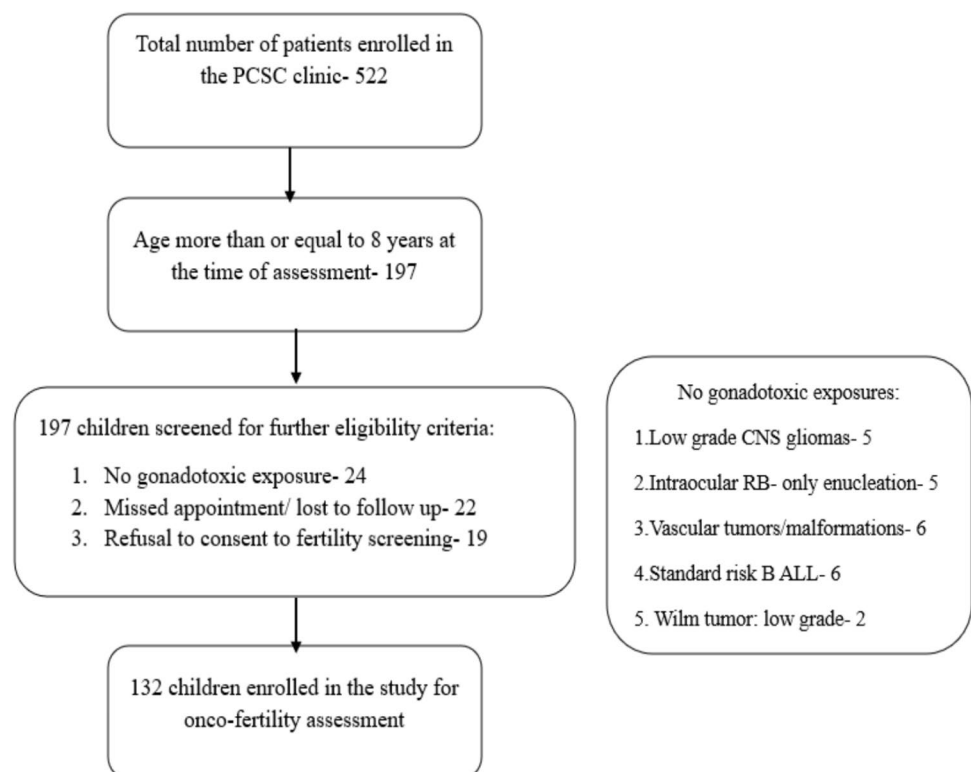 Total number of patients enrolled in
the PCSC clinic- 522
Age more than or equal to 8 years at
the time of assessment- 197
197 children screened for further eligibility criteria:
1. No gonadotoxic exposure- 24
2. Missed appointment/ lost to follow up- 22
3. Refusal to consent to fertility screening- 19
132 children enrolled in the study for
onco-fertility assessment
No gonadotoxic exposures:
1.Low grade CNS gliomas- 5
2.Intraocular RB- only enucleation- 5
3.Vascular tumors/malformations- 6
4.Standard risk B ALL- 6
5. Wilm tumor: low grade- 2